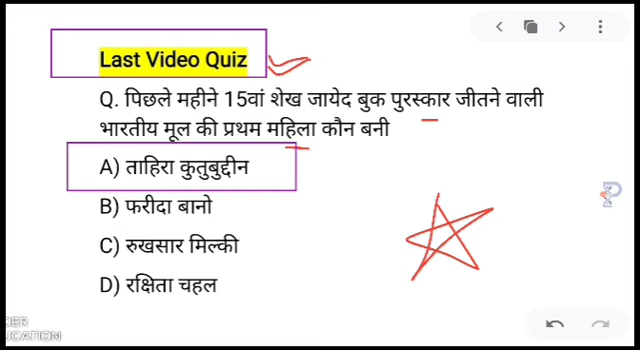 Last Video Quiz
Q. पिछले महीने 15वां शेख जायेद बुक पुरस्कार जीतने वाली
भारतीय मूल की प्रथम महिला कौन बनी
A) ताहिरा कुतुबुद्दीन
B) फरीदा बानो
C) रुखसार मिल्की
D) रक्षिता चहल